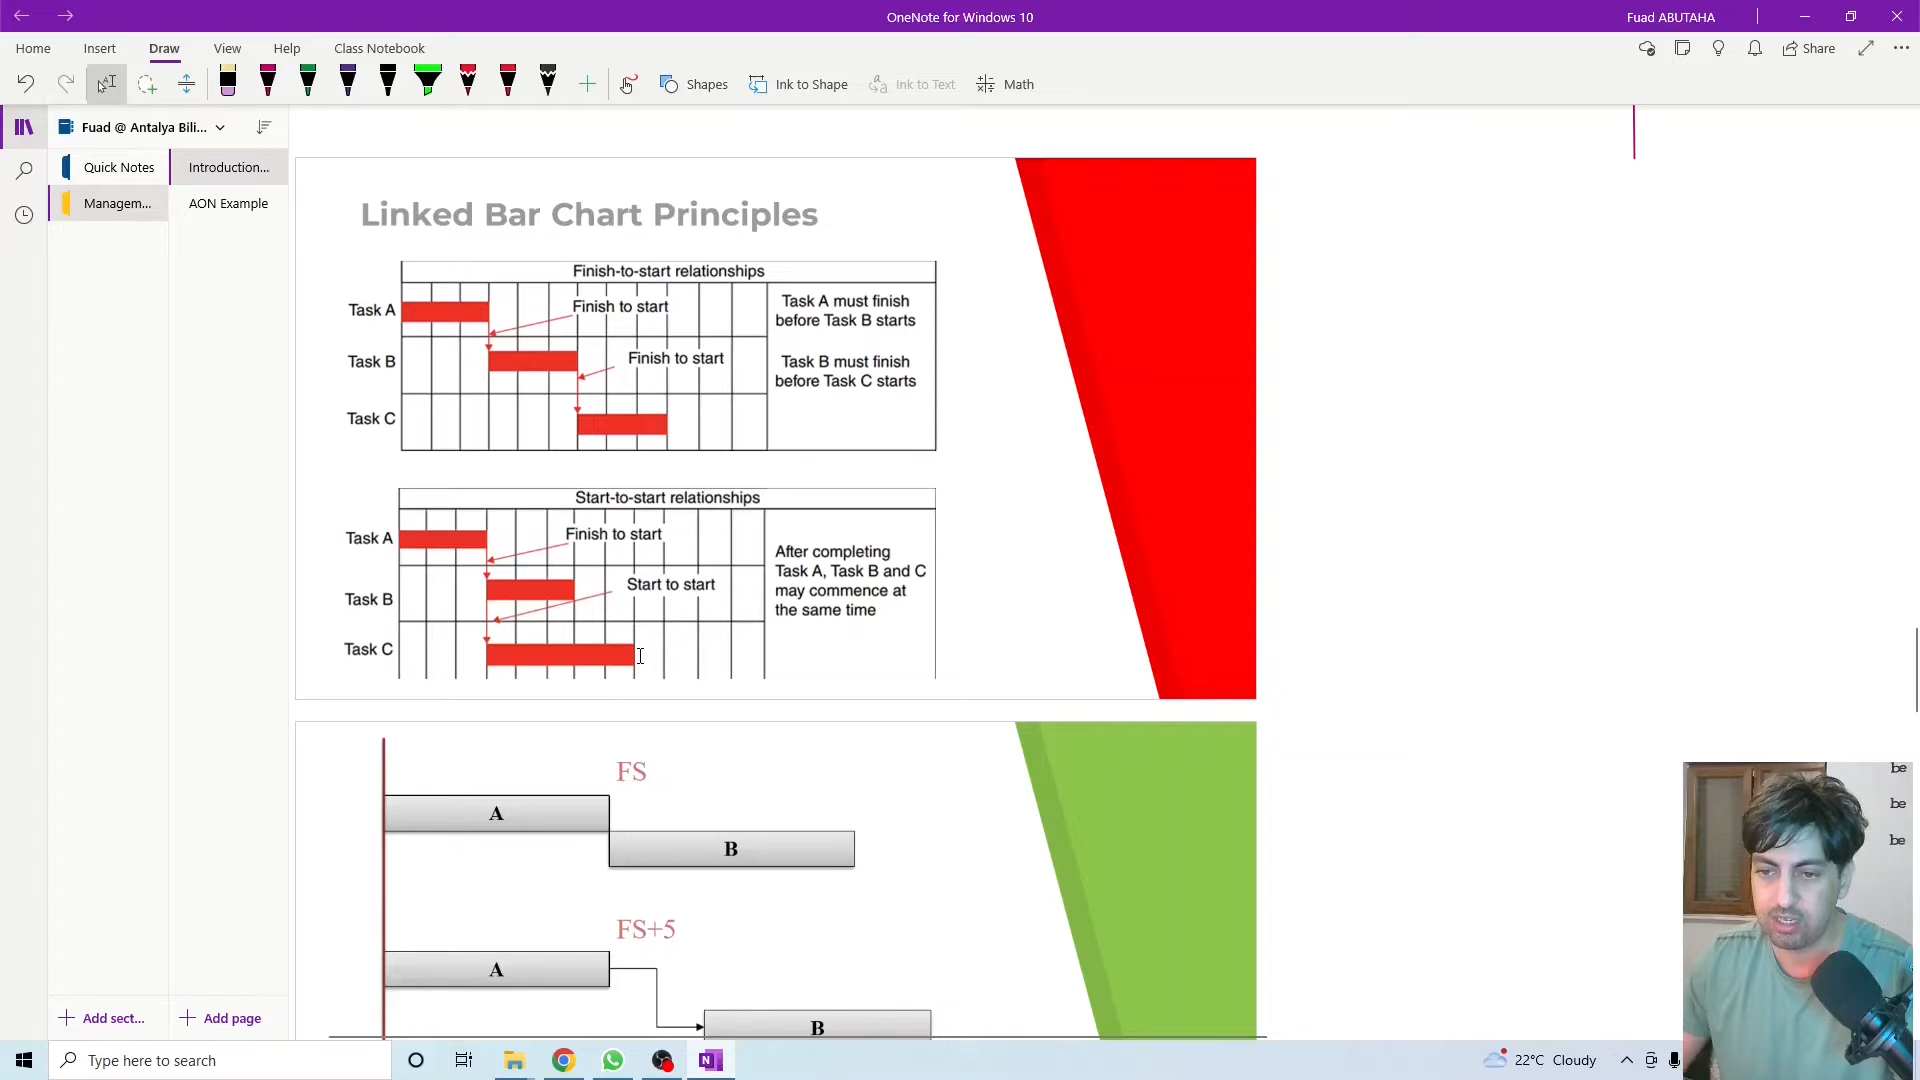 OneNote for Windows 10
Fuad ABUTAHA
Home
Insert
Draw
View
Help
Class Notebook
Share
Shapes
Ink to Shape
Ink to Text
Math
Fuad @ Antalya Bili...
Quick Notes
Introduction...
Managem...
AON Example
Linked Bar Chart Principles
Finish-to-start relationships
Task A
Finish to start
Task A must finish
before Task B starts
Task B
Finish to start
Task B must finish
before Task C starts
Task C
Start-to-start relationships
Task A
Finish to start
After completing
Task A, Task B and C
may commence at
the same time
Task B
Start to start
Task C
FS
A
B
FS+5
A
B
be
be
be
Add sect...
Add page
Type here to search
22°C Cloudy